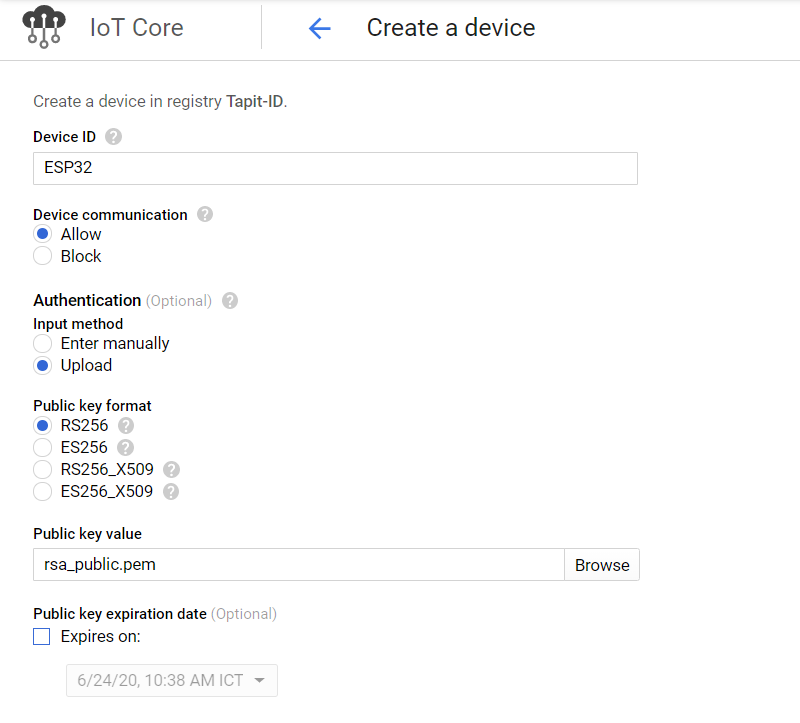 IoT Core Create a device
Create a device in registry Tapit-ID.
Device ID ?
ESP32
Device communication ?
Allow
Block
Authentication (Optional) ?
Input method
Enter manually
Upload
Public key format
RS256 ?
ES256 ?
RS256_X509 ?
ES256_X509 ?
Public key value
rsa_public.pem Browse
Public key expiration date (Optional)
Expires on:
6/24/20, 10:38 AM ICT